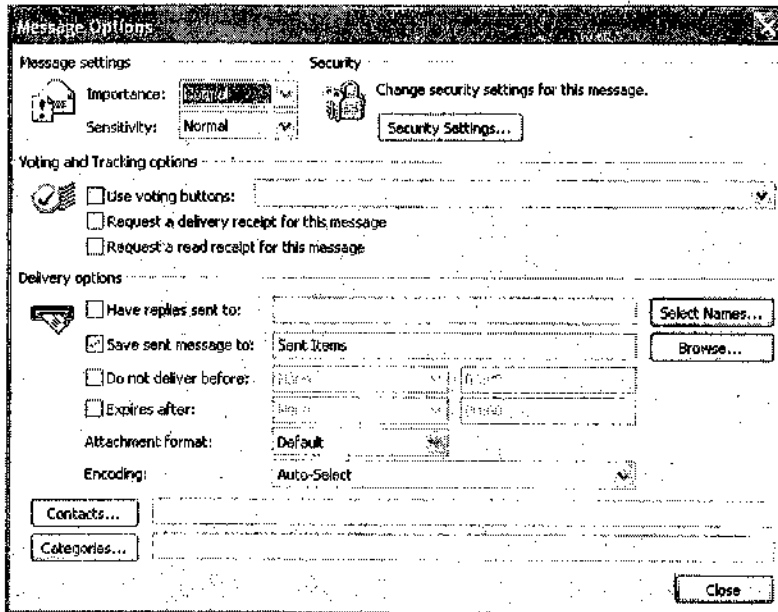 Message Options
Message settings
Security
Importance:
Change security settings for this message.
Sensitivity: Normal
Security Settings...
Voting and Tracking options
Use voting buttons:
Request a delivery receipt for this message
Request a read receipt for this message
Delivery options
Have replies sent to:
Select Names...
Save sent message to: Sent Items
Browse...
Do not deliver before:
Expires after:
Attachment format: Default
Encoding: Auto-Select
Contacts...
Categories...
Close